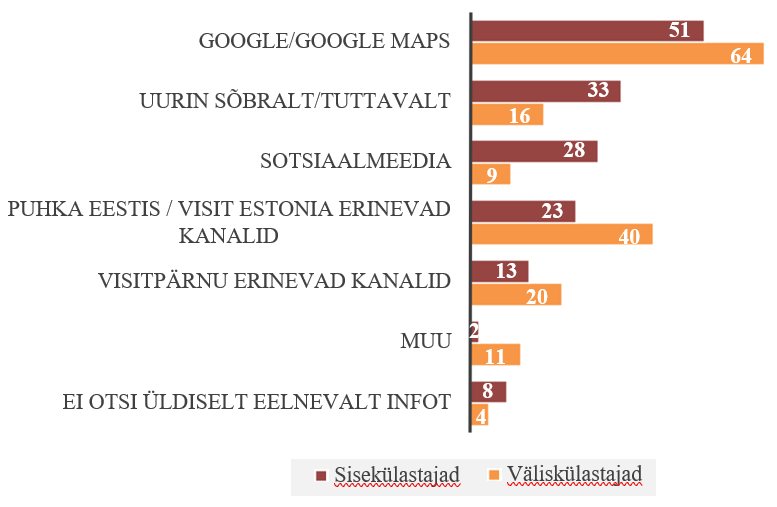 GOOGLE/GOOGLE MAPS 51
64
UURIN SÕBRALT/TUTTAVALT 33
16
SOTSIAALMEEDIA 28
9
PUHKA EESTIS / VISIT ESTONIA ERINEVAD 23
KANALID 40
VISITPÄRNU ERINEVAD KANALID 13
20
MUU 2
11
EI OTSI ÜLDISELT EELNEVALT INFOT 8
4
Sisekülastajad Väliskülastajad